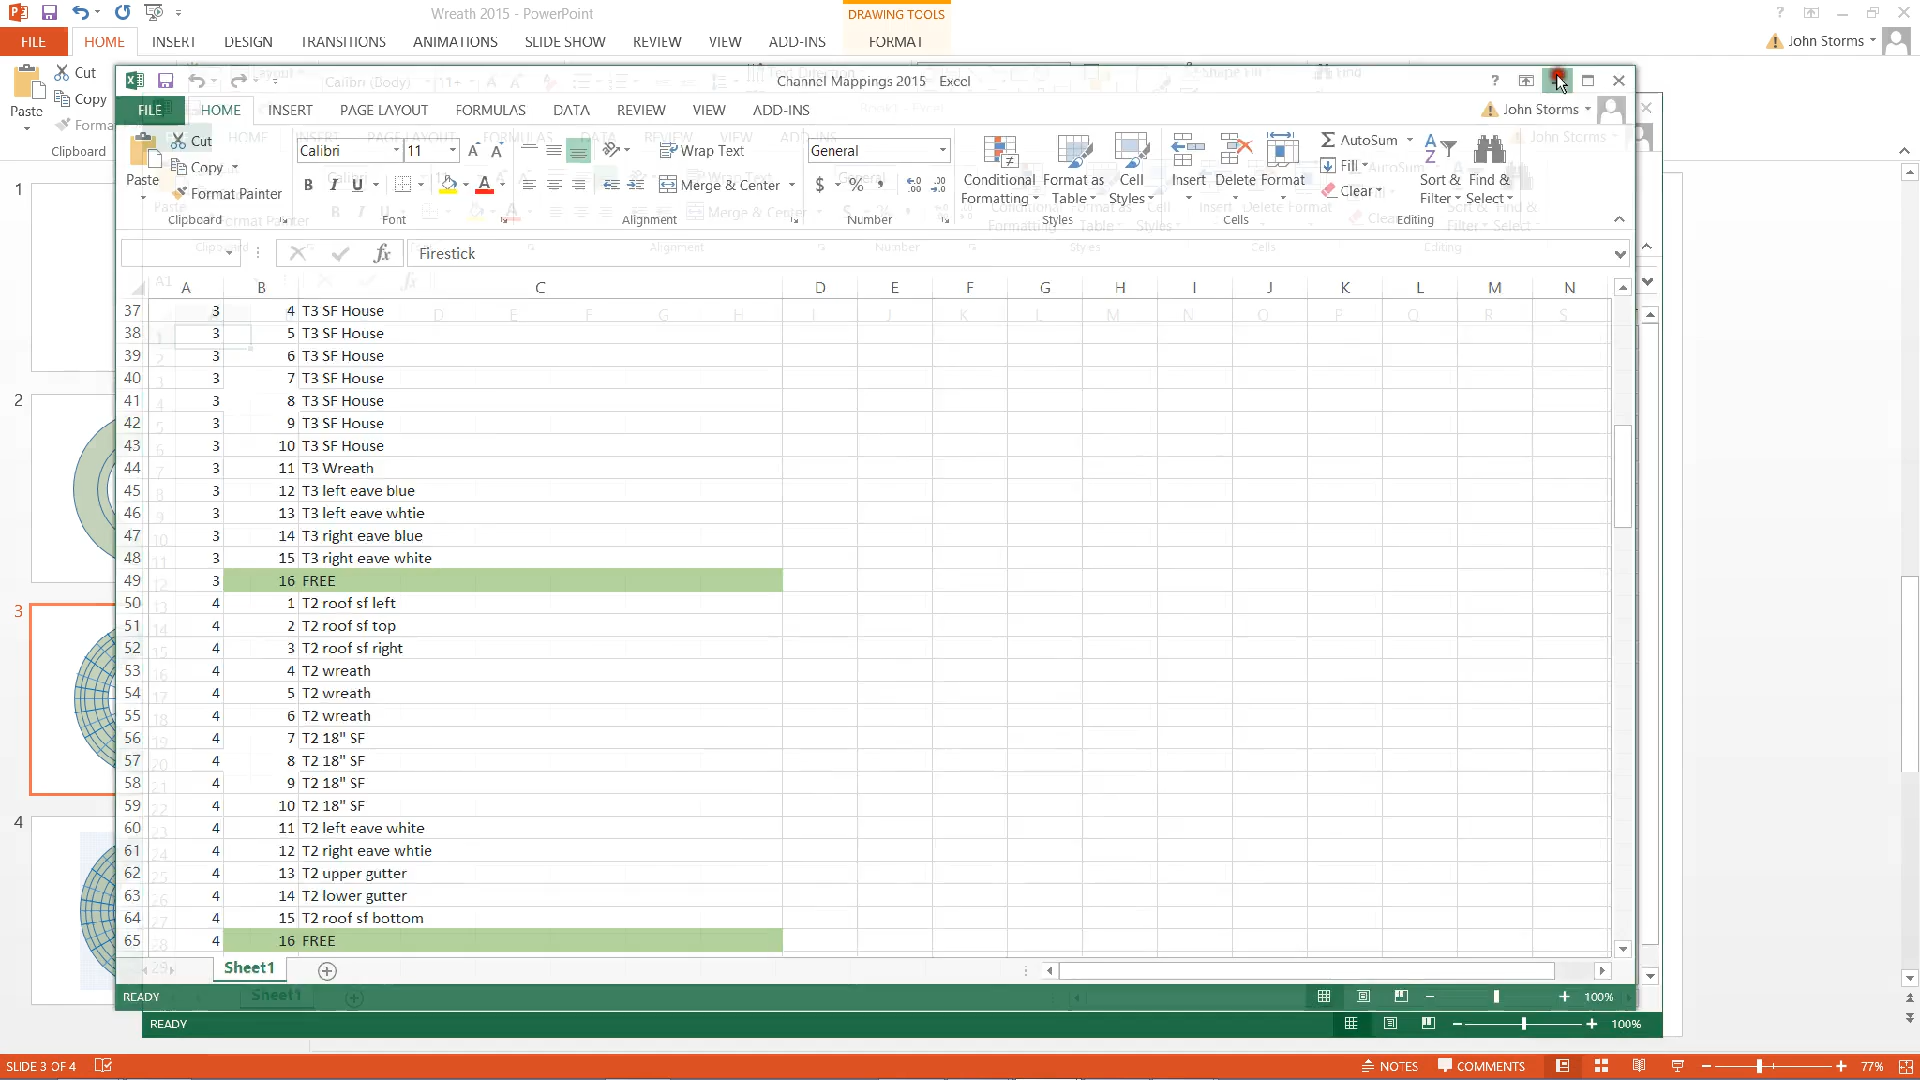 Wreath 2015 - PowerPoint
DRAWING TOOLS
FILE HOME INSERT DESIGN TRANSITIONS ANIMATIONS SLIDE SHOW REVIEW VIEW ADD-INS FORMAT
John Storms
Paste
Cut
Copy
Forma
Clipboard
Channel Mappings 2015 - Excel
FILE HOME INSERT PAGE LAYOUT FORMULAS DATA REVIEW VIEW ADD-INS
John Storms
Paste
Cut
Copy
Format Painter
Clipboard
Calibri 11
B I U
Font
Wrap Text
Merge & Center
Alignment
General
$ % ,
Number
Conditional Formatting
Format as Table
Cell Styles
Styles
Insert Delete Format
Cells
AutoSum
Fill
Clear
Sort & Filter
Find & Select
Editing
fx Firestick
A B C D E F G H I J K L M N
37 3 4 T3 SF House
38 3 5 T3 SF House
39 3 6 T3 SF House
40 3 7 T3 SF House
41 3 8 T3 SF House
42 3 9 T3 SF House
43 3 10 T3 SF House
44 3 11 T3 Wreath
45 3 12 T3 left eave blue
46 3 13 T3 left eave whtie
47 3 14 T3 right eave blue
48 3 15 T3 right eave white
49 3 16 FREE
50 4 1 T2 roof sf left
51 4 2 T2 roof sf top
52 4 3 T2 roof sf right
53 4 4 T2 wreath
54 4 5 T2 wreath
55 4 6 T2 wreath
56 4 7 T2 18" SF
57 4 8 T2 18" SF
58 4 9 T2 18" SF
59 4 10 T2 18" SF
60 4 11 T2 left eave white
61 4 12 T2 right eave whtie
62 4 13 T2 upper gutter
63 4 14 T2 lower gutter
64 4 15 T2 roof sf bottom
65 4 16 FREE
Sheet1
READY 100%
READY 100%
1
2
3
4
SLIDE 3 OF 4 NOTES COMMENTS 77%